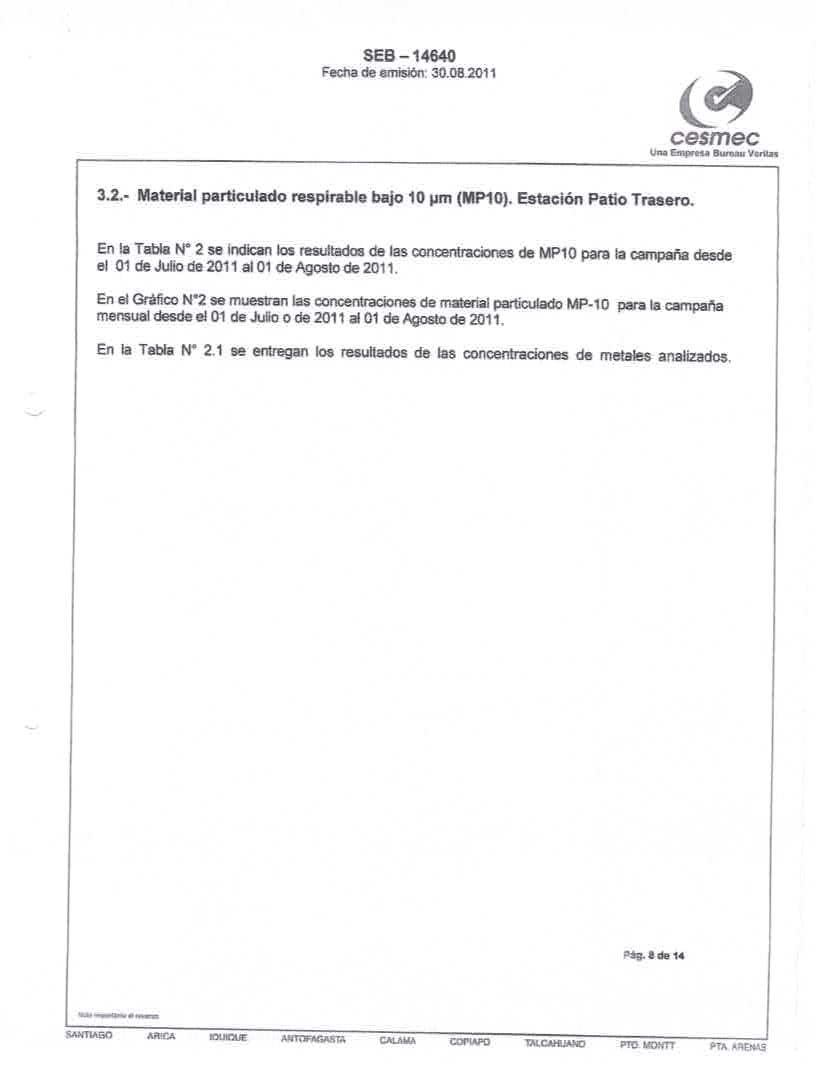 SEB – 14640
Fecha de emisión: 30.08.2011
cesmec
Una Empresa Bureau Veritas
3.2.- Material particulado respirable bajo 10 µm (MP10). Estación Patio Trasero.
En la Tabla N° 2 se indican los resultados de las concentraciones de MP10 para la campaña desde
el 01 de Julio de 2011 al 01 de Agosto de 2011.
En el Gráfico N°2 se muestran las concentraciones de material particulado MP-10 para la campaña
mensual desde el 01 de Julio o de 2011 al 01 de Agosto de 2011.
En la Tabla N° 2.1 se entregan los resultados de las concentraciones de metales analizados.
Pág. 8 de 14
Nota importante al reverso
SANTIAGO ARICA IQUIQUE ANTOFAGASTA CALAMA COPIAPO TALCAHUANO PTO. MONTT PTA. ARENAS